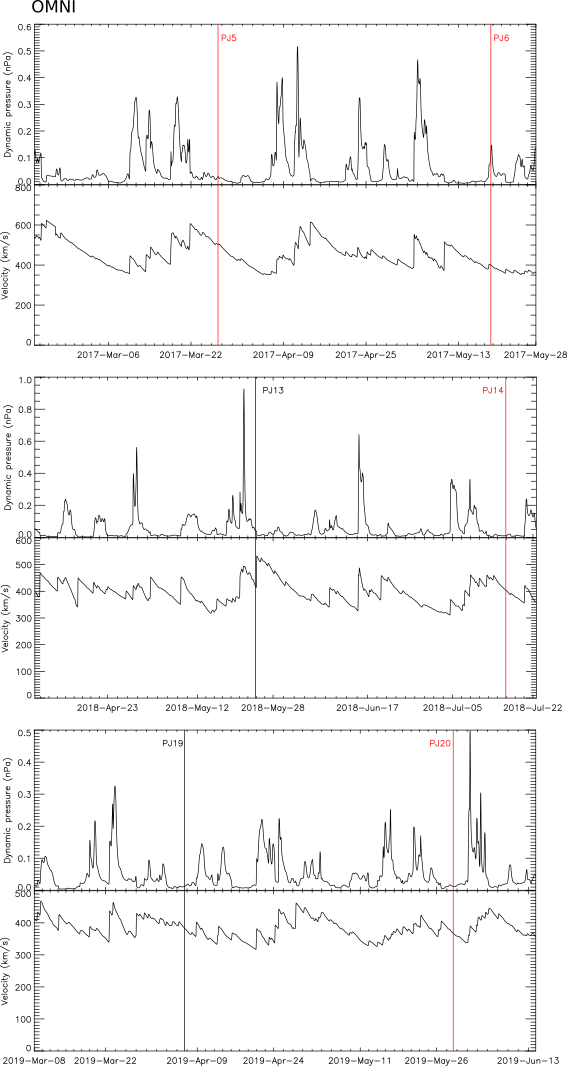 OMNI
PJ5
PJ6
Dynamic pressure (nPa)
0.6
0.5
0.4
0.3
0.2
0.1
0.0
Velocity (km/s)
800
600
400
200
0
2017-Mar-06
2017-Mar-22
2017-Apr-09
2017-Apr-25
2017-May-13
2017-May-28
PJ13
PJ14
Dynamic pressure (nPa)
1.0
0.8
0.6
0.4
0.2
0.0
Velocity (km/s)
600
500
400
300
200
100
0
2018-Apr-23
2018-May-12
2018-May-28
2018-Jun-17
2018-Jul-05
2018-Jul-22
PJ19
PJ20
Dynamic pressure (nPa)
0.5
0.4
0.3
0.2
0.1
0.0
Velocity (km/s)
500
400
300
200
100
0
2019-Mar-08
2019-Mar-22
2019-Apr-09
2019-Apr-24
2019-May-11
2019-May-26
2019-Jun-13